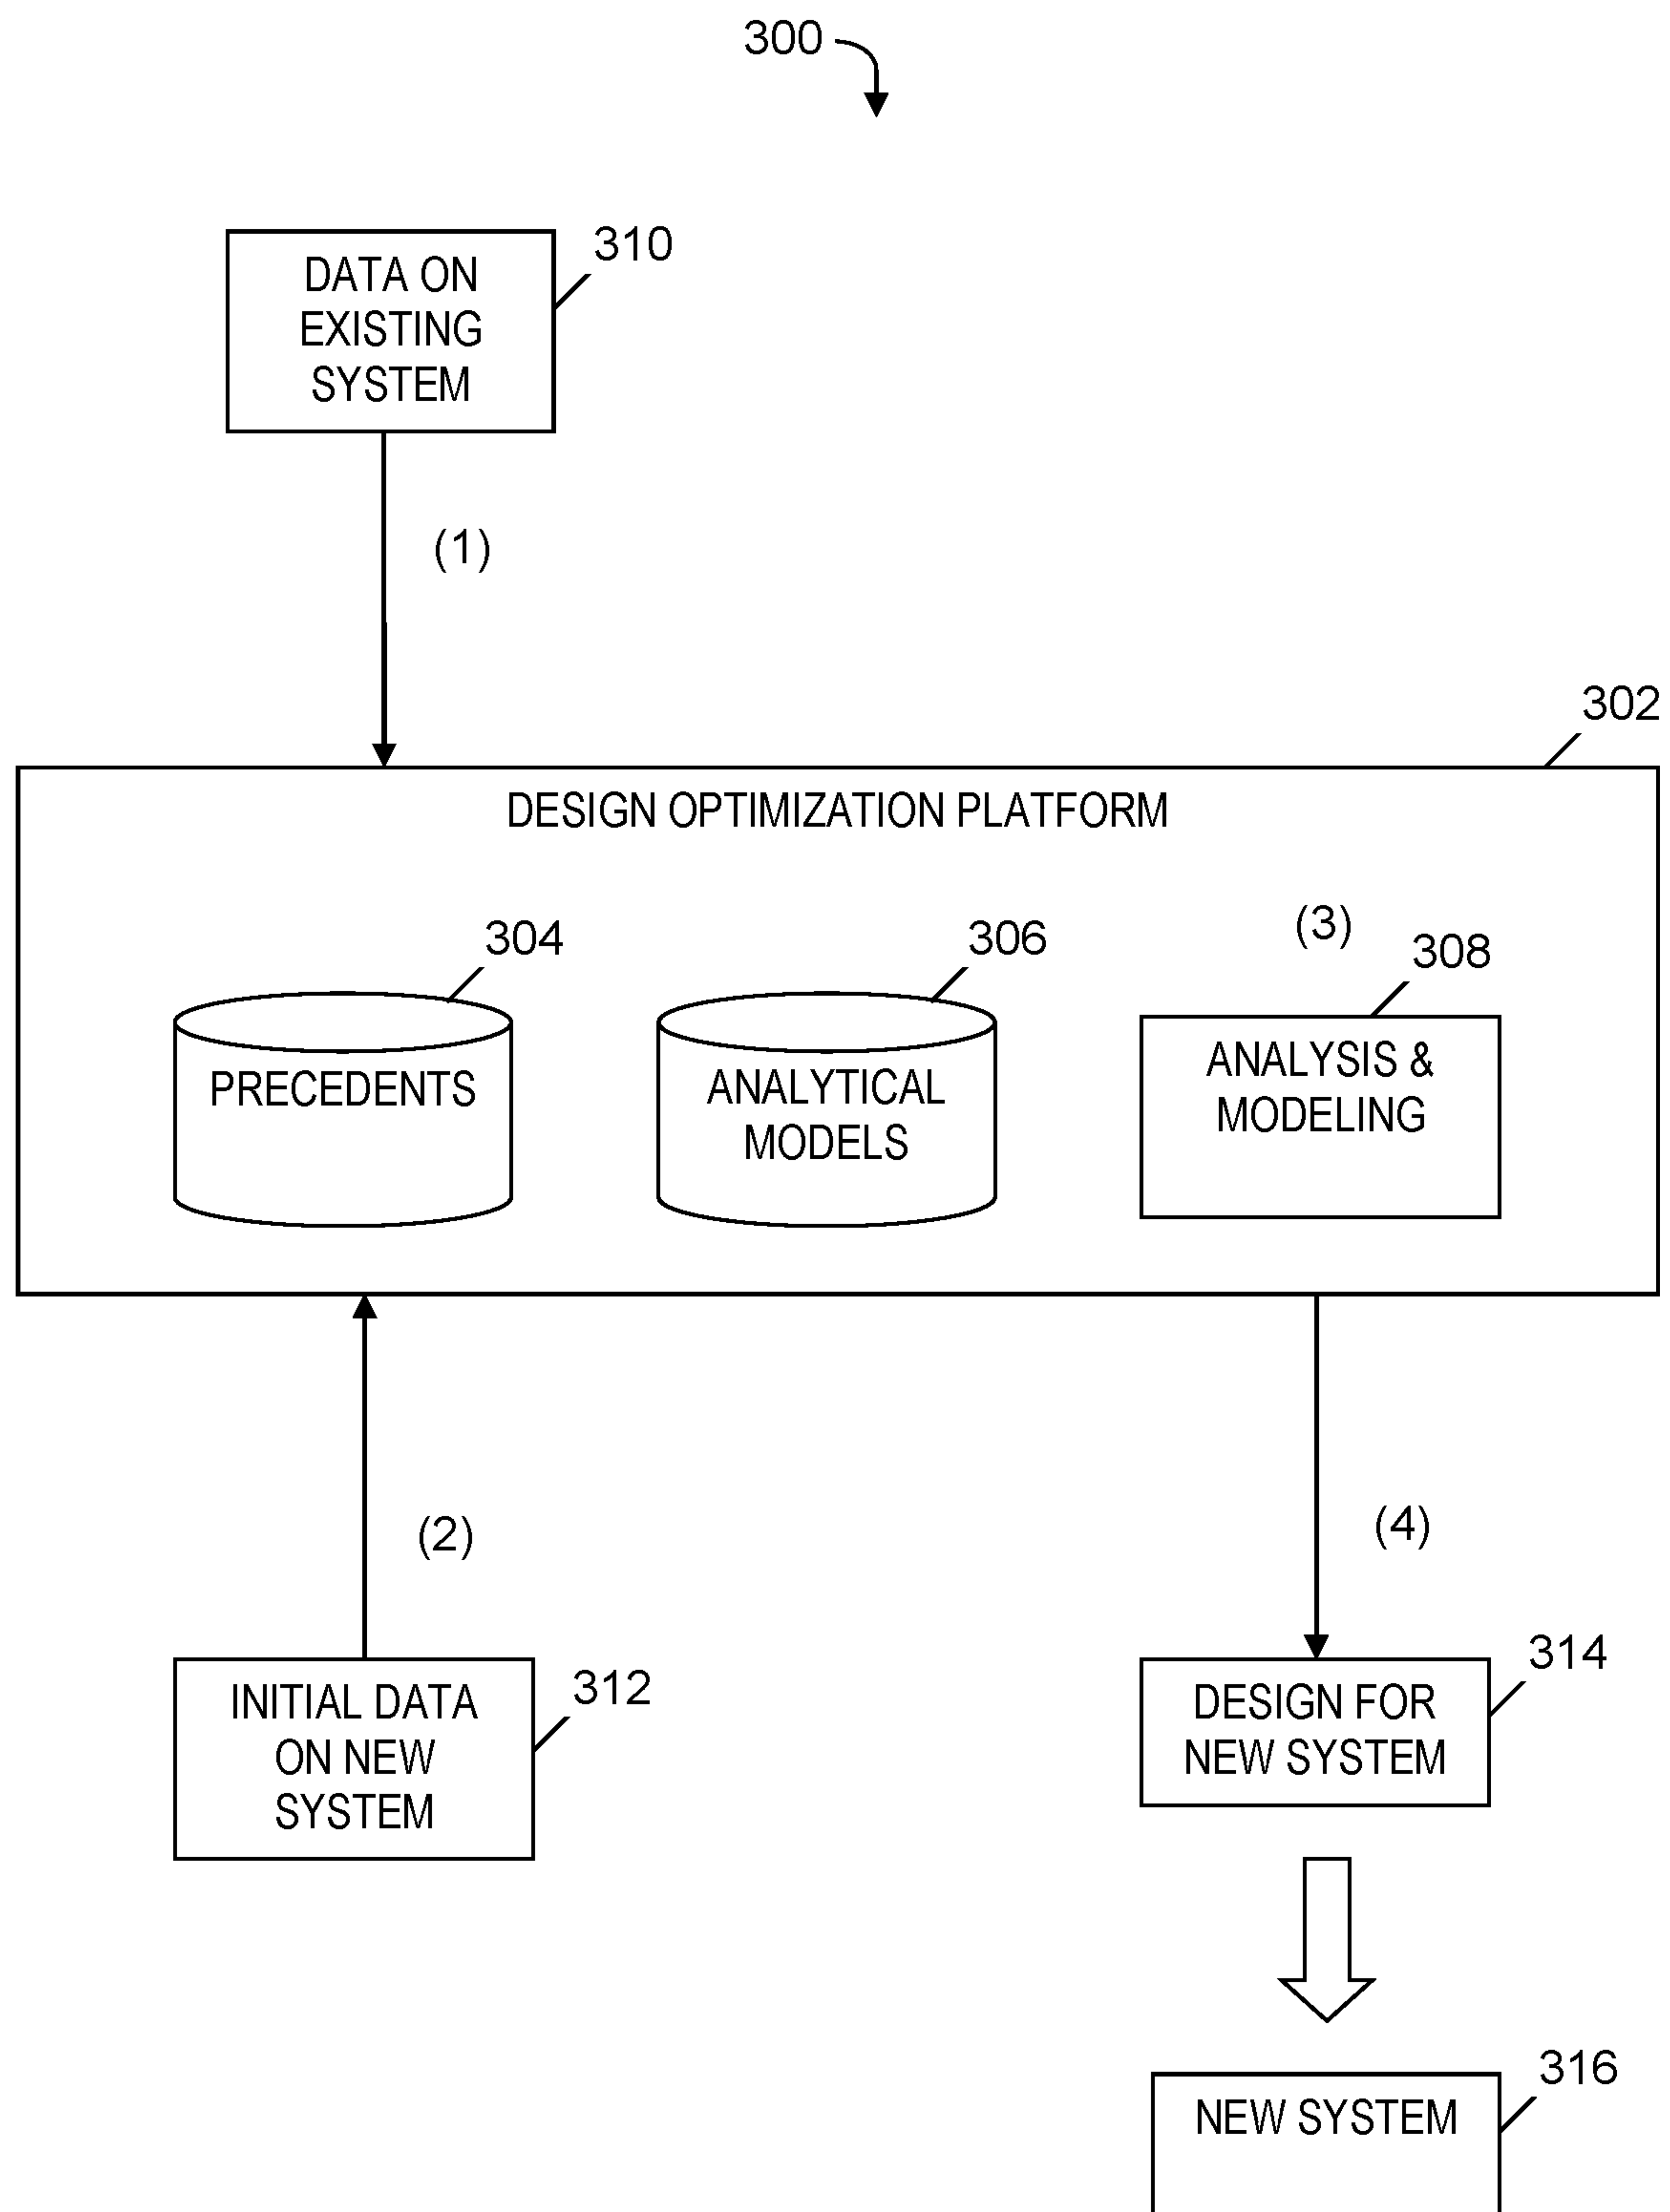 300
310
DATA ON
EXISTING
SYSTEM
(1)
302
DESIGN OPTIMIZATION PLATFORM
304
306
(3)
308
PRECEDENTS
ANALYTICAL
MODELS
ANALYSIS &
MODELING
(2)
(4)
312
INITIAL DATA
ON NEW
SYSTEM
314
DESIGN FOR
NEW SYSTEM
316
NEW SYSTEM